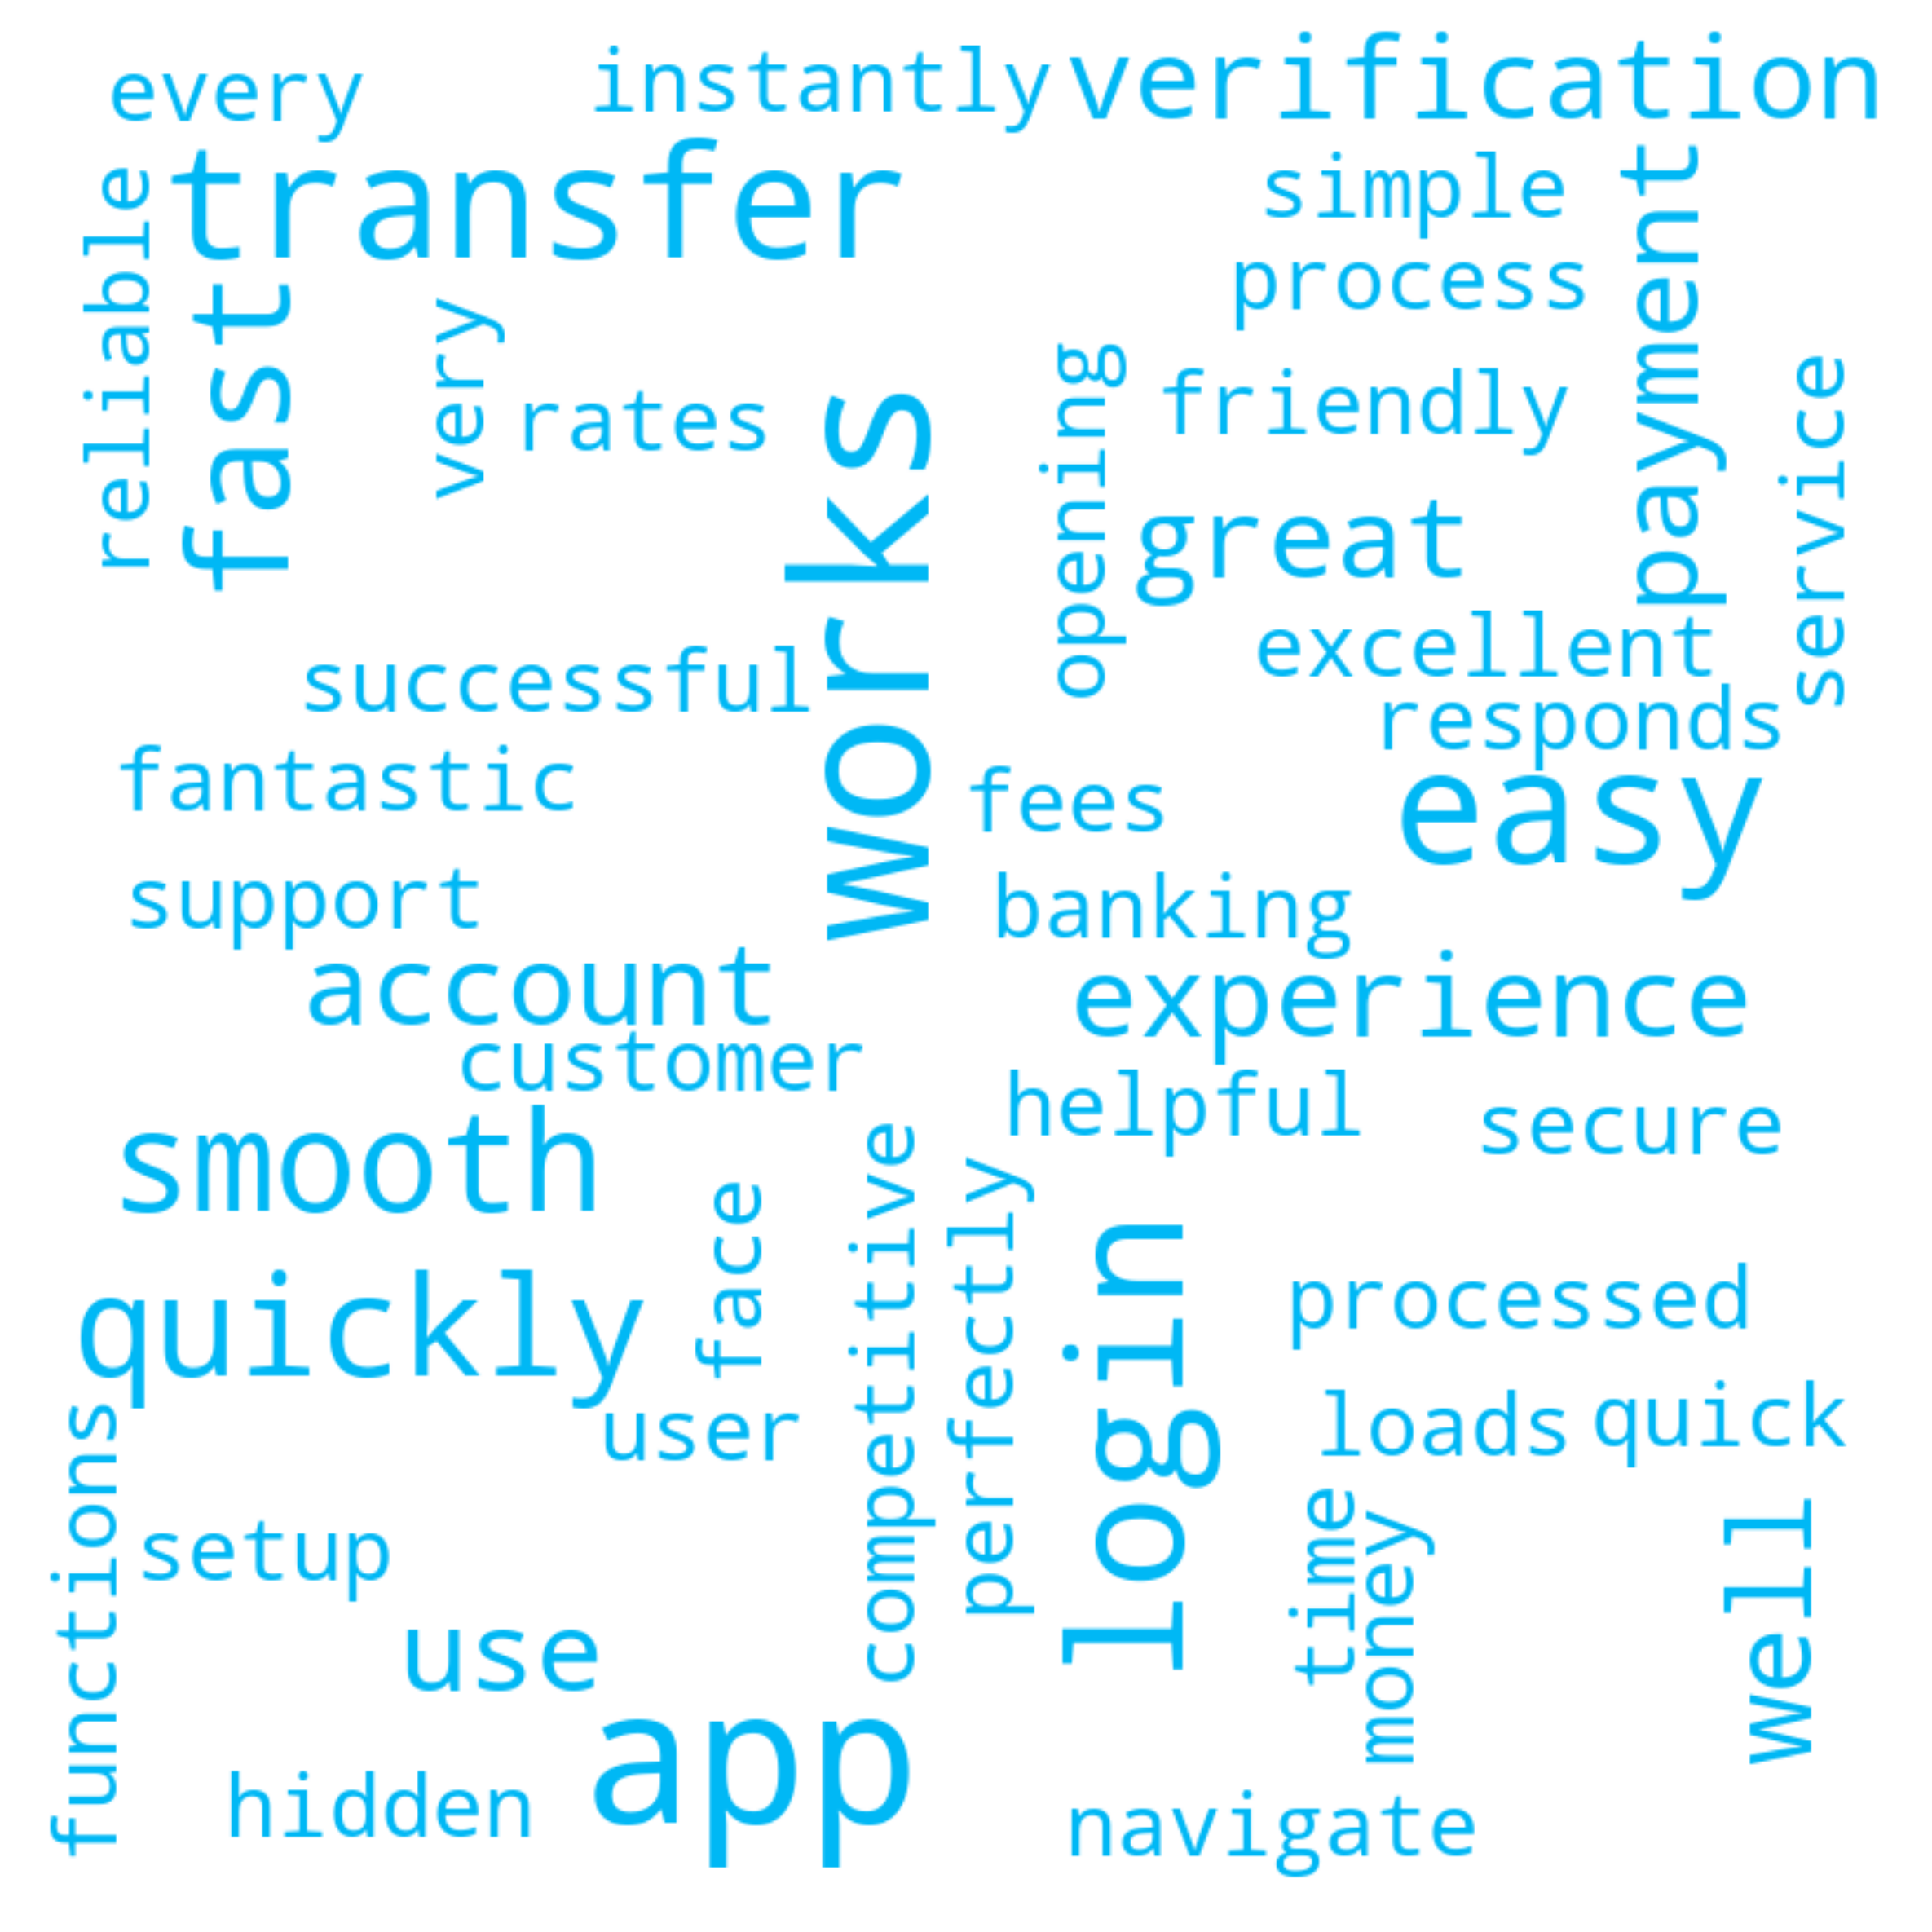 every
instantly
verification
transfer
simple
reliable
payment
process
fast
very
opening
friendly
service
rates
works
great
excellent
successful
responds
fantastic
fees
easy
support
banking
account
experience
customer
helpful
secure
smooth
face
competitive
perfectly
login
quickly
processed
loads
quick
user
functions
setup
time
money
well
use
app
hidden
navigate